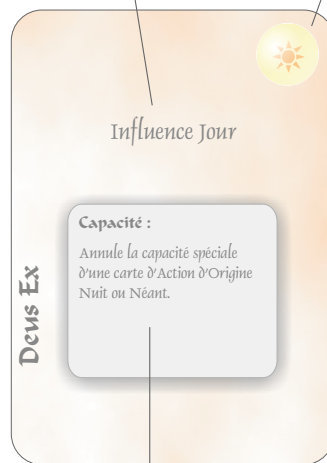 Influence Jour
Capacité :
Annule la capacité spéciale
d'une carte d'Action d'Origine
Nuit ou Néant.
Deus Ex